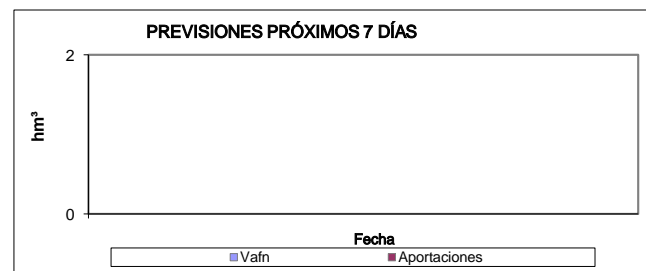 PREVISIONES PRÓXIMOS 7 DÍAS
2
hm³
0
Fecha
Vafn
Aportaciones